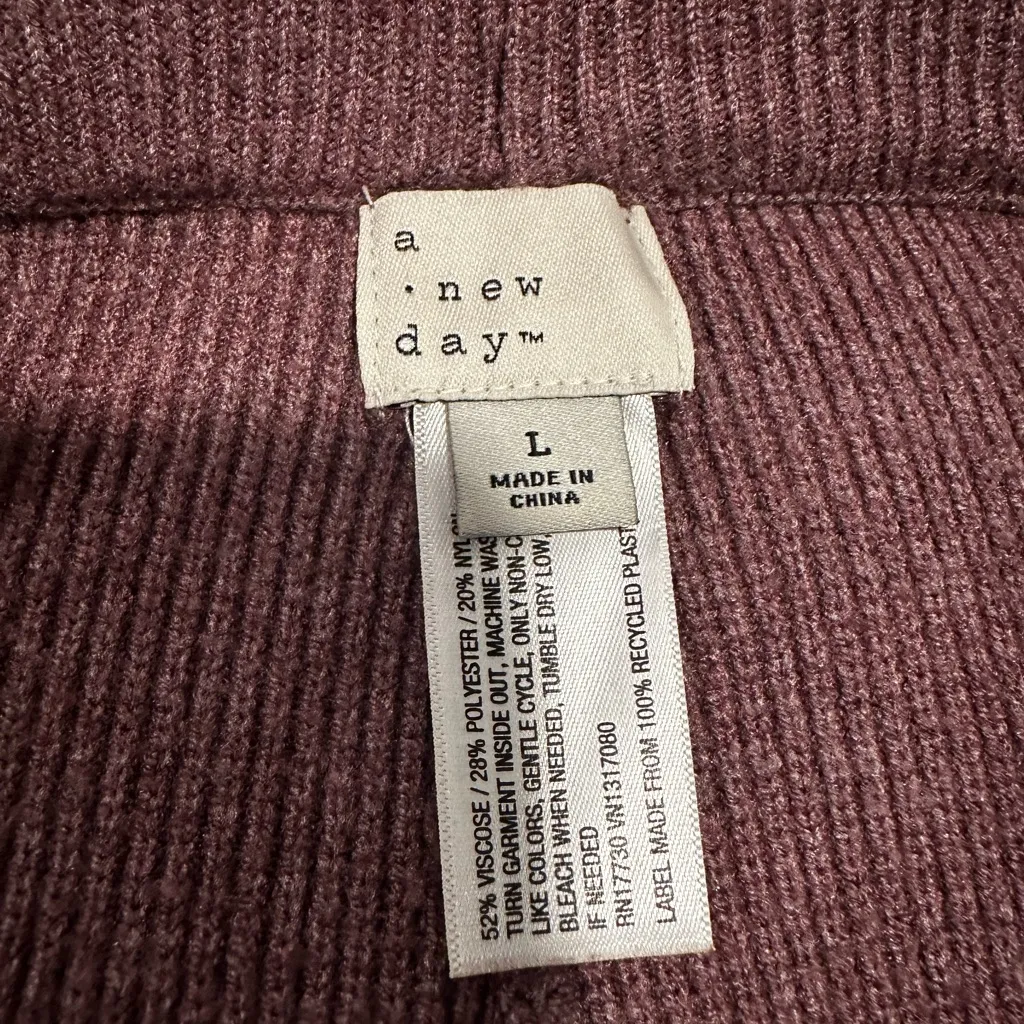 a
·new
day™
L
MADE IN
CHINA
52% VISCOSE / 28% POLYESTER / 20%
TURN GARMENT INSIDE OUT, MACHINE
LIKE COLORS, GENTLE CYCLE, ONLY
BLEACH WHEN NEEDED, TUMBLE DRY LOW,
IF NEEDED
RN17730 VN1317080
LABEL MADE FROM 100% RECYCLED